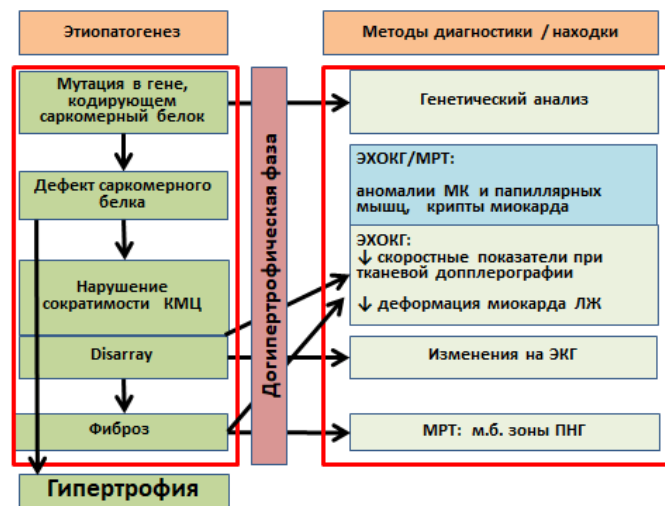 Этиопатогенез
Методы диагностики / находки
Мутация в гене,
кодирующем
саркомерный белок
Дефект саркомерного
белка
Нарушение
сократимости КМЦ
Disarray
Фиброз
Гипертрофия
Догипертрофическая фаза
Генетический анализ
ЭХОКГ/МРТ:
аномалии МК и папиллярных
мышц, крипты миокарда
ЭХОКГ:
↓ скоростные показатели при
тканевой допплерографии
↓ деформация миокарда ЛЖ
Изменения на ЭКГ
МРТ: м.б. зоны ПНГ